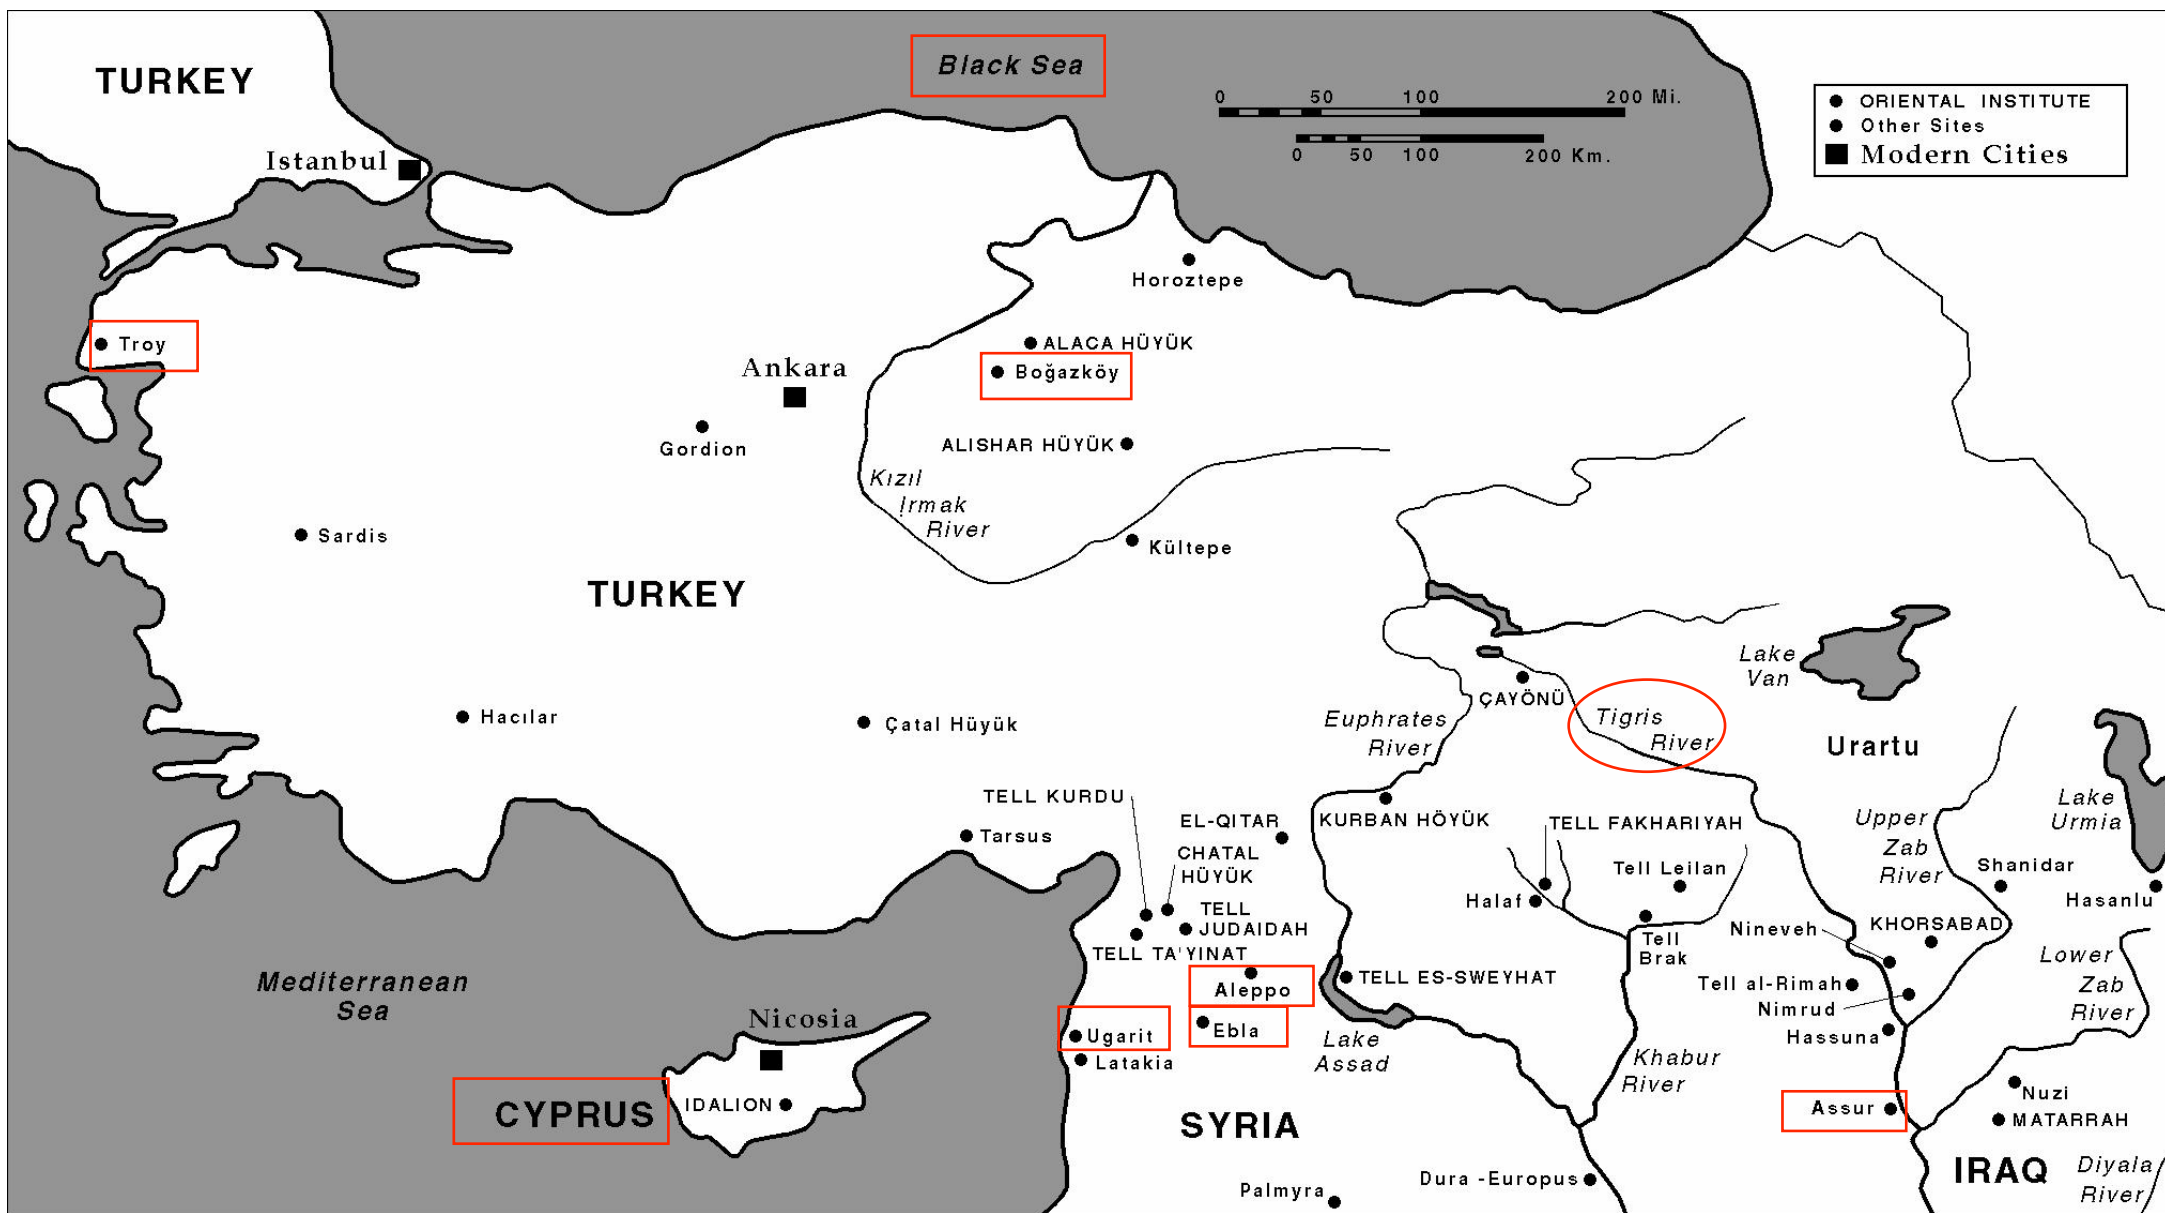 Black Sea
TURKEY
0 50 100 200 Mi.
0 50 100 200 Km.
ORIENTAL INSTITUTE
Other Sites
Modern Cities
Istanbul
Horoztepe
Troy
ALACA HÜYÜK
Boğazköy
Ankara
Gordion
ALISHAR HÜYÜK
Kızıl
Irmak
River
Sardis
Kültepe
TURKEY
Lake
Van
ÇAYÖNÜ
Hacılar
Çatal Hüyük
Euphrates
River
Tigris
River
Urartu
TELL KURDU
EL-QITAR
KURBAN HÖYÜK
TELL FAKHARIYAH
Upper
Zab
River
Lake
Urmia
Tarsus
CHATAL
HÜYÜK
Tell Leilan
Shanidar
Halaf
Hasanlu
TELL
JUDAIDAH
Nineveh
KHORSABAD
TELL TA'YINAT
Tell
Brak
Lower
Zab
River
Mediterranean
Sea
Aleppo
TELL ES-SWEYHAT
Tell al-Rimah
Nimrud
Nicosia
Ugarit
Ebla
Lake
Assad
Hassuna
Latakia
Khabur
River
CYPRUS
IDALION
Assur
Nuzi
MATARRAH
SYRIA
IRAQ
Diyala
River
Palmyra
Dura -Europus